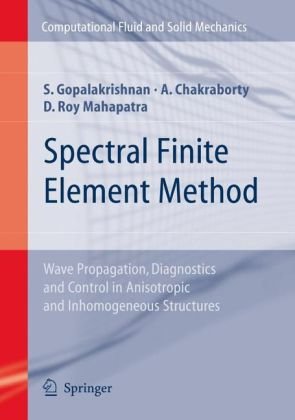 Computational Fluid and Solid Mechanics
S. Gopalakrishnan · A. Chakraborty
D. Roy Mahapatra
Spectral Finite
Element Method
Wave Propagation, Diagnostics
and Control in Anisotropic
and Inhomogeneous Structures
Springer